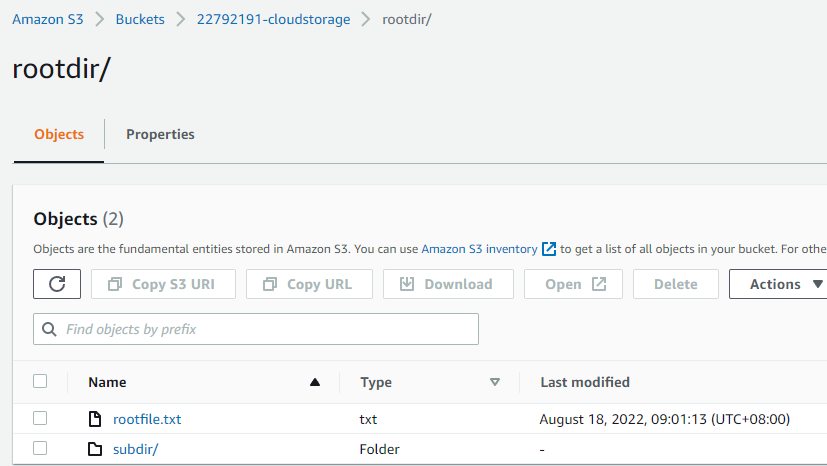 Amazon S3 > Buckets > 22792191-cloudstorage > rootdir/
rootdir/
Objects Properties
Objects (2)
Objects are the fundamental entities stored in Amazon S3. You can use Amazon S3 inventory to get a list of all objects in your bucket. For othe
Copy S3 URI Copy URL Download Open Delete Actions
Find objects by prefix
Name Type Last modified
rootfile.txt txt August 18, 2022, 09:01:13 (UTC+08:00)
subdir/ Folder -